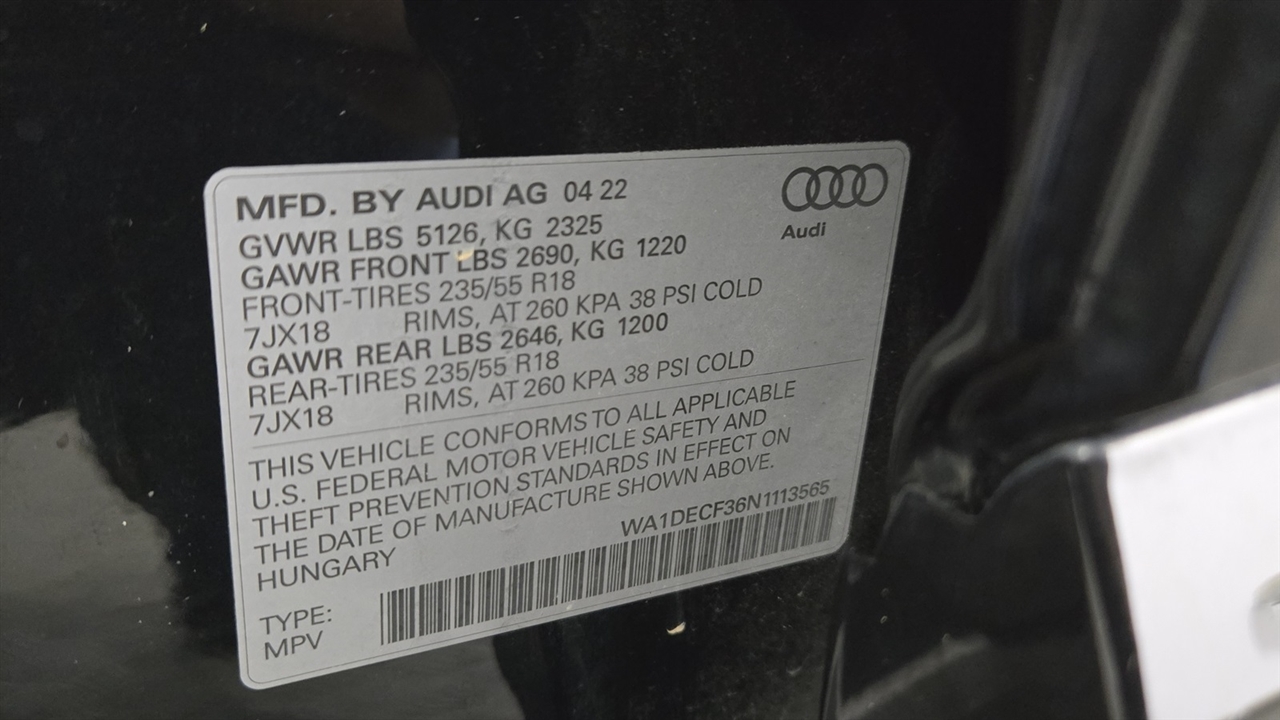 MFD. BY AUDI AG 04 22
GVWR LBS 5126, KG 2325
GAWR FRONT LBS 2690, KG 1220
FRONT-TIRES 235/55 R18
7JX18 RIMS, AT 260 KPA 38 PSI COLD
GAWR REAR LBS 2646, KG 1200
REAR-TIRES 235/55 R18
7JX18 RIMS, AT 260 KPA 38 PSI COLD
Audi
THIS VEHICLE CONFORMS TO ALL APPLICABLE
U.S. FEDERAL MOTOR VEHICLE SAFETY AND
THEFT PREVENTION STANDARDS IN EFFECT ON
THE DATE OF MANUFACTURE SHOWN ABOVE.
HUNGARY
WA1DECF36N1113565
TYPE:
MPV